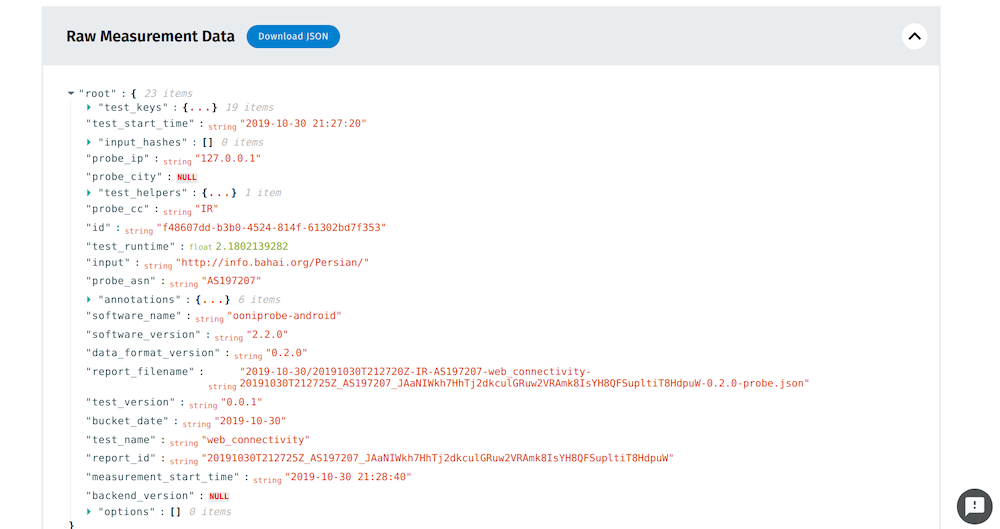 Raw Measurement Data Download JSON
"root" : { 23 items
"test_keys" : {...} 19 items
"test_start_time" : string "2019-10-30 21:27:20"
"input_hashes" : [] 0 items
"probe_ip" : string "127.0.0.1"
"probe_city" : NULL
"test_helpers" : {...} 1 item
"probe_cc" : string "IR"
"id" : string "f48607dd-b3b0-4524-814f-61302bd7f353"
"test_runtime" : float 2.1802139282
"input" : string "http://info.bahai.org/Persian/"
"probe_asn" : string "AS197207"
"annotations" : {...} 6 items
"software_name" : string "ooniprobe-android"
"software_version" : string "2.2.0"
"data_format_version" : string "0.2.0"
"report_filename" : "2019-10-30/20191030T212720Z-IR-AS197207-web_connectivity-
string 20191030T212725Z_AS197207_JAaNIWkh7HhTj2dkculGRuw2VRAmk8IsYH8QFSupltiT8HdpuW-0.2.0-probe.json"
"test_version" : string "0.0.1"
"bucket_date" : string "2019-10-30"
"test_name" : string "web_connectivity"
"report_id" : string "20191030T212725Z_AS197207_JAaNIWkh7HhTj2dkculGRuw2VRAmk8IsYH8QFSupltiT8HdpuW"
"measurement_start_time" : string "2019-10-30 21:28:40"
"backend_version" : NULL
"options" : [] 0 items
}